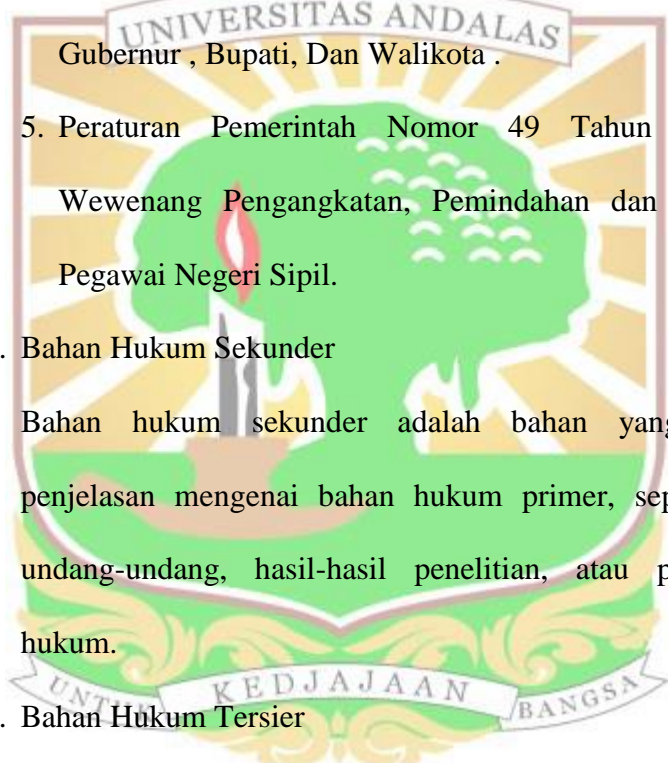 UNIVERSITAS ANDALAS
Gubernur , Bupati, Dan Walikota .
5. Peraturan Pemerintah Nomor 49 Tahun
Wewenang Pengangkatan, Pemindahan dan
Pegawai Negeri Sipil.
. Bahan Hukum Sekunder
Bahan hukum sekunder adalah bahan yang
penjelasan mengenai bahan hukum primer, sep
undang-undang, hasil-hasil penelitian, atau p
hukum.
UNTUK KEDJAJAAN BANGSA
. Bahan Hukum Tersier